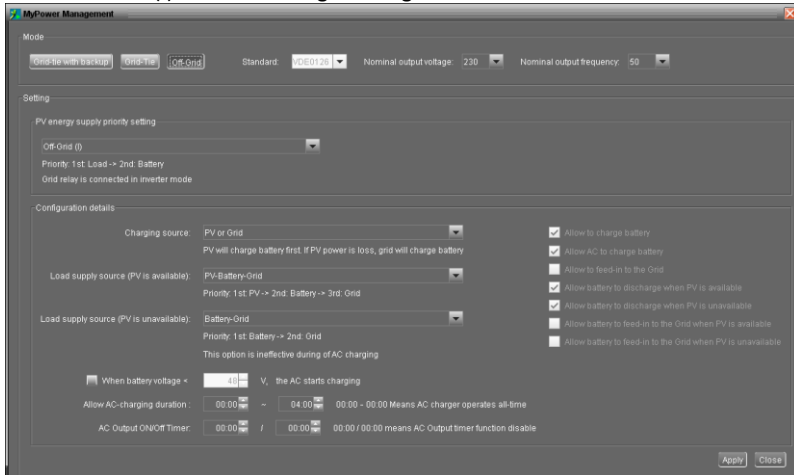 MyPower Management
Mode
Grid-tie with backup Grid-Tie Off-Grid Standard: VDE0126 Nominal output voltage: 230 Nominal output frequency: 50
Setting
PV energy supply priority setting
Off-Grid (I)
Priority: 1st: Load -> 2nd: Battery
Grid relay is connected in inverter mode
Configuration details
Charging source: PV or Grid
PV will charge battery first. If PV power is loss, grid will charge battery
Load supply source (PV is available): PV-Battery-Grid
Priority: 1st: PV-> 2nd: Battery-> 3rd: Grid
Load supply source (PV is unavailable): Battery-Grid
Priority: 1st: Battery-> 2nd: Grid
This option is ineffective during of AC charging
When battery voltage < 48 V, the AC starts charging
Allow AC-charging duration : 00:00 ~ 04:00 00:00 - 00:00 Means AC charger operates all-time
AC Output ON/Off Timer: 00:00 / 00:00 00:00 / 00:00 means AC Output timer function disable
Allow to charge battery
Allow AC to charge battery
Allow to feed-in to the Grid
Allow battery to discharge when PV is available
Allow battery to discharge when PV is unavailable
Allow battery to feed-in to the Grid when PV is available
Allow battery to feed-in to the Grid when PV is unavailable
Apply Close